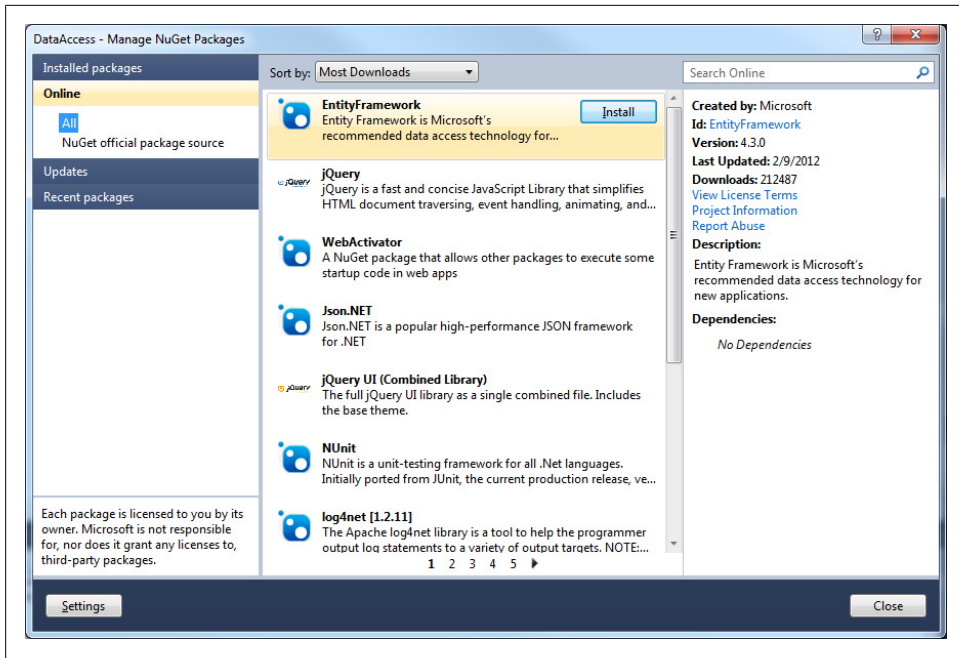 DataAccess - Manage NuGet Packages
Installed packages
Online
All
NuGet official package source
Updates
Recent packages
Each package is licensed to you by its
owner. Microsoft is not responsible
for, nor does it grant any licenses to,
third-party packages.
Settings
Sort by: Most Downloads
EntityFramework
Entity Framework is Microsoft's
recommended data access technology for...
Install
jQuery
jQuery
jQuery is a fast and concise JavaScript Library that simplifies
HTML document traversing, event handling, animating, and...
WebActivator
A NuGet package that allows other packages to execute some
startup code in web apps
Json.NET
Json.NET is a popular high-performance JSON framework
for .NET
jQuery
jQuery UI (Combined Library)
The full jQuery UI library as a single combined file. Includes
the base theme.
NUnit
NUnit is a unit-testing framework for all .Net languages.
Initially ported from JUnit, the current production release, ve...
log4net [1.2.11]
The Apache log4net library is a tool to help the programmer
output log statements to a variety of output targets. NOTE:...
1 2 3 4 5
Search Online
Created by: Microsoft
Id: EntityFramework
Version: 4.3.0
Last Updated: 2/9/2012
Downloads: 212487
View License Terms
Project Information
Report Abuse
Description:
Entity Framework is Microsoft's
recommended data access technology for
new applications.
Dependencies:
No Dependencies
Close